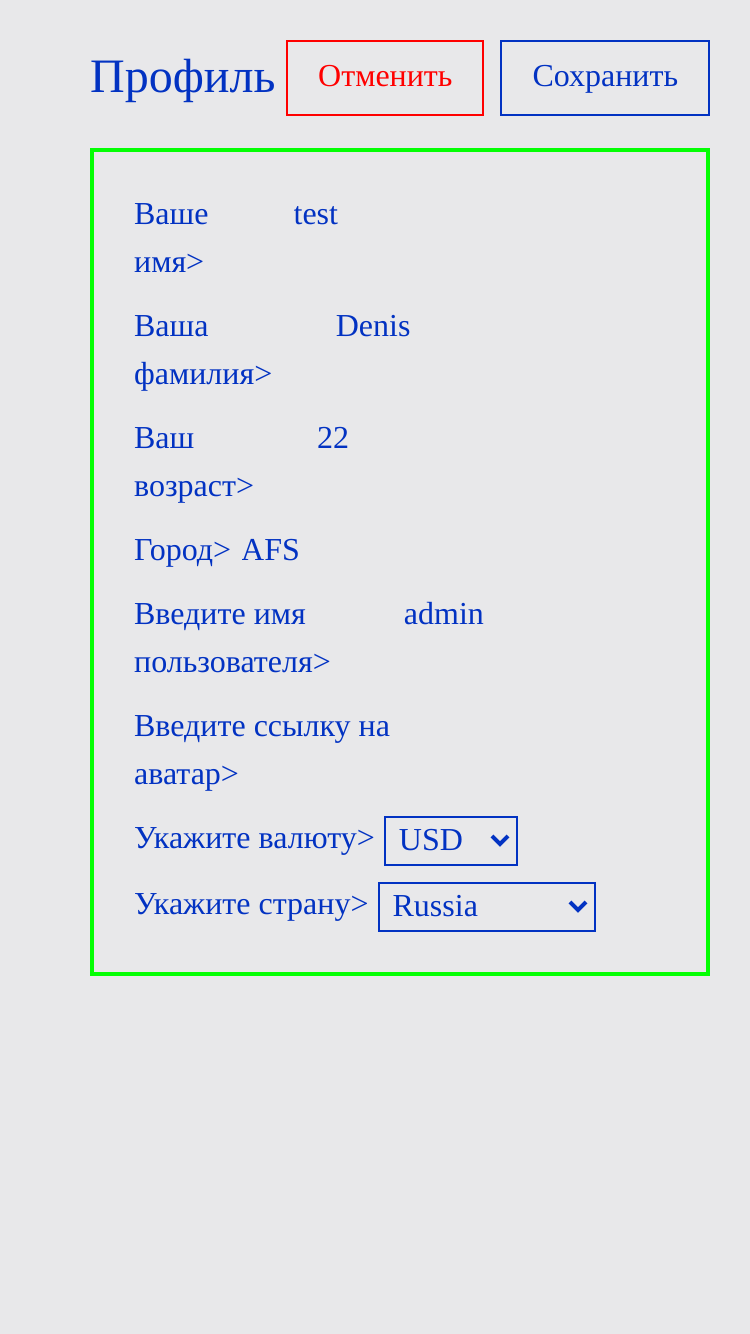 Профиль Отменить Сохранить
Ваше test
имя>
Ваша Denis
фамилия>
Ваш 22
возраст>
Город> AFS
Введите имя admin
пользователя>
Введите ссылку на
аватар>
Укажите валюту> USD
Укажите страну> Russia